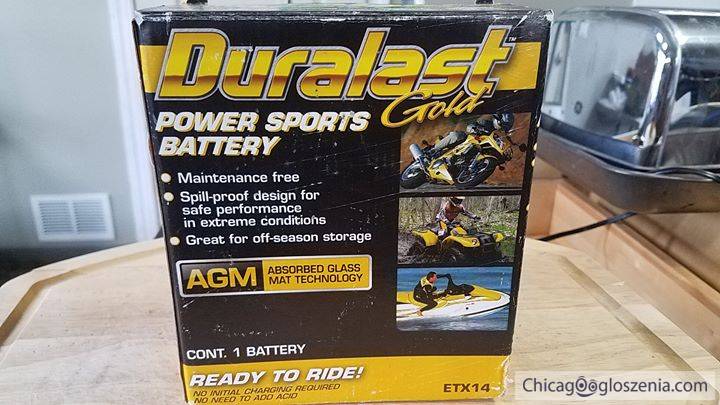 Duralast™
Gold
POWER SPORTS
BATTERY
• Maintenance free
• Spill-proof design for
safe performance
in extreme conditions
• Great for off-season storage
AGM
ABSORBED GLASS
MAT TECHNOLOGY
CONT. 1 BATTERY
READY TO RIDE!
NO INITIAL CHARGING REQUIRED
NO NEED TO ADD ACID
ETX14
Chicagoogloszenia.com